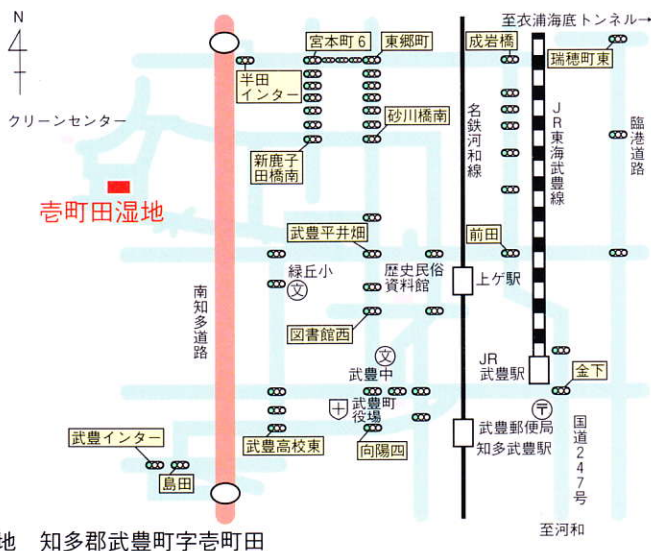 N
至衣浦海底トンネル→
宮本町6
東郷町
成岩橋
瑞穂町東
半田
インター
砂川橋南
クリーンセンター
新鹿子
田橋南
名鉄河和線
JR東海武豊線
臨港道路
壱町田湿地
武豊平井畑
前田
緑丘小
文
歴史民俗
資料館
上ゲ駅
南知多道路
図書館西
文
武豊中
JR
武豊駅
金下
武豊町
役場
〒
武豊郵便局
知多武豊駅
武豊インター
武豊高校東
向陽四
国道247号
島田
至河和
地 知多郡武豊町字壱町田